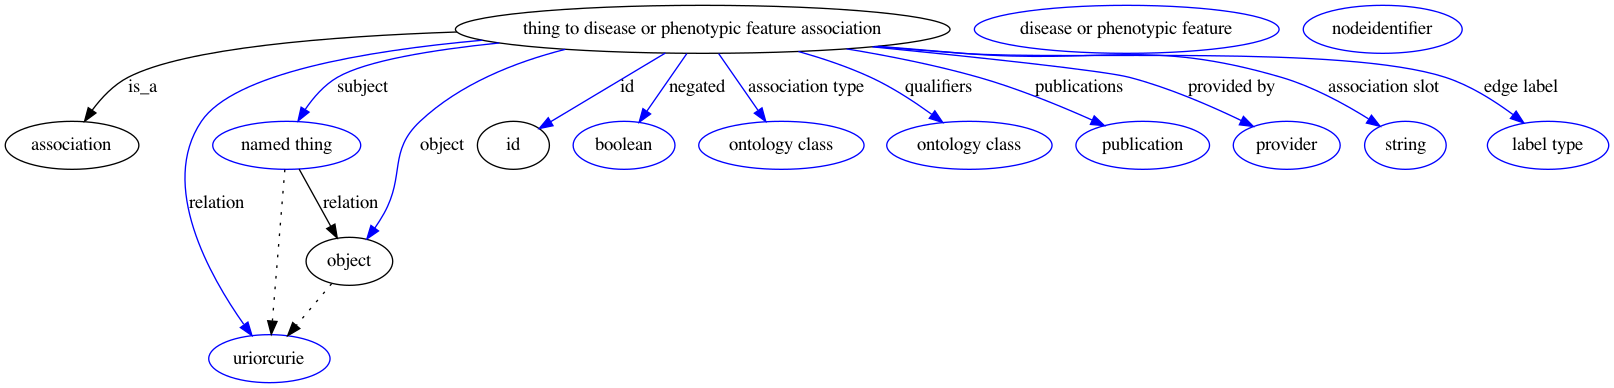 thing to disease or phenotypic feature association
disease or phenotypic feature
nodeidentifier
is_a
subject
id
negated
association type
qualifiers
publications
provided by
association slot
edge label
association
named thing
object
id
boolean
ontology class
ontology class
publication
provider
string
label type
relation
relation
object
uriorcurie